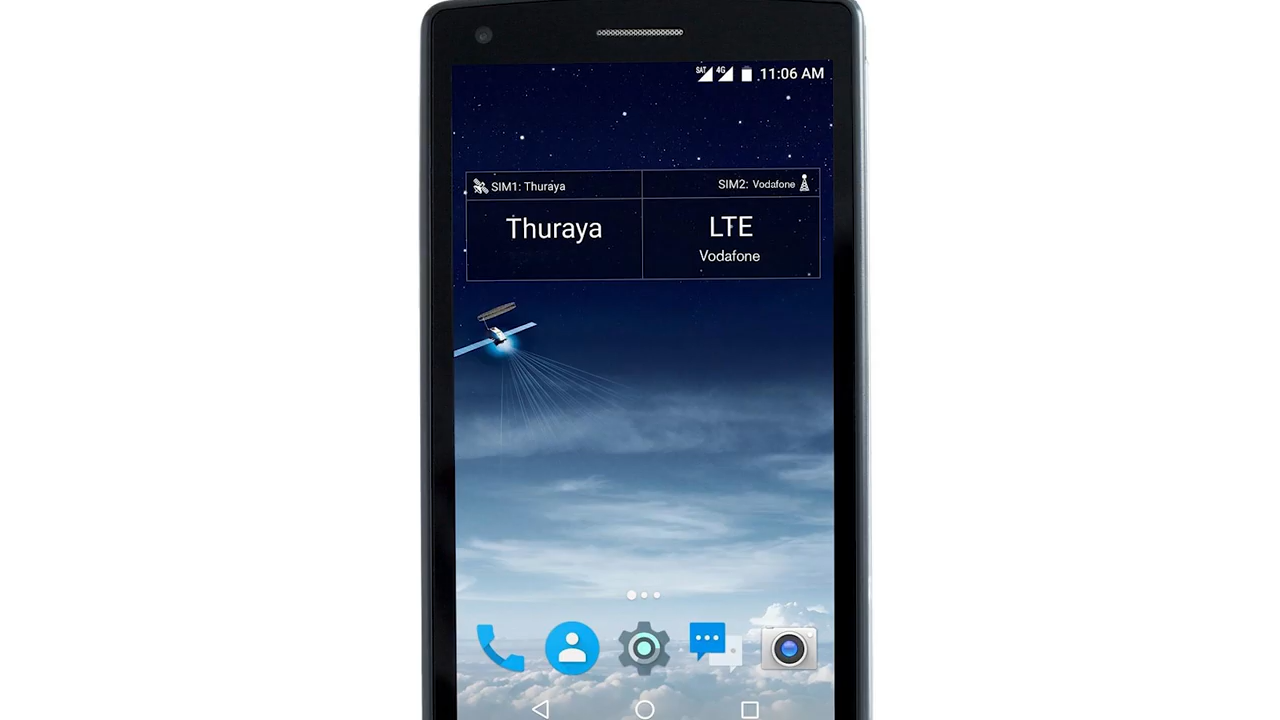 SAT 4G 11:06 AM
SIM1: Thuraya
SIM2: Vodafone
Thuraya
LTE
Vodafone